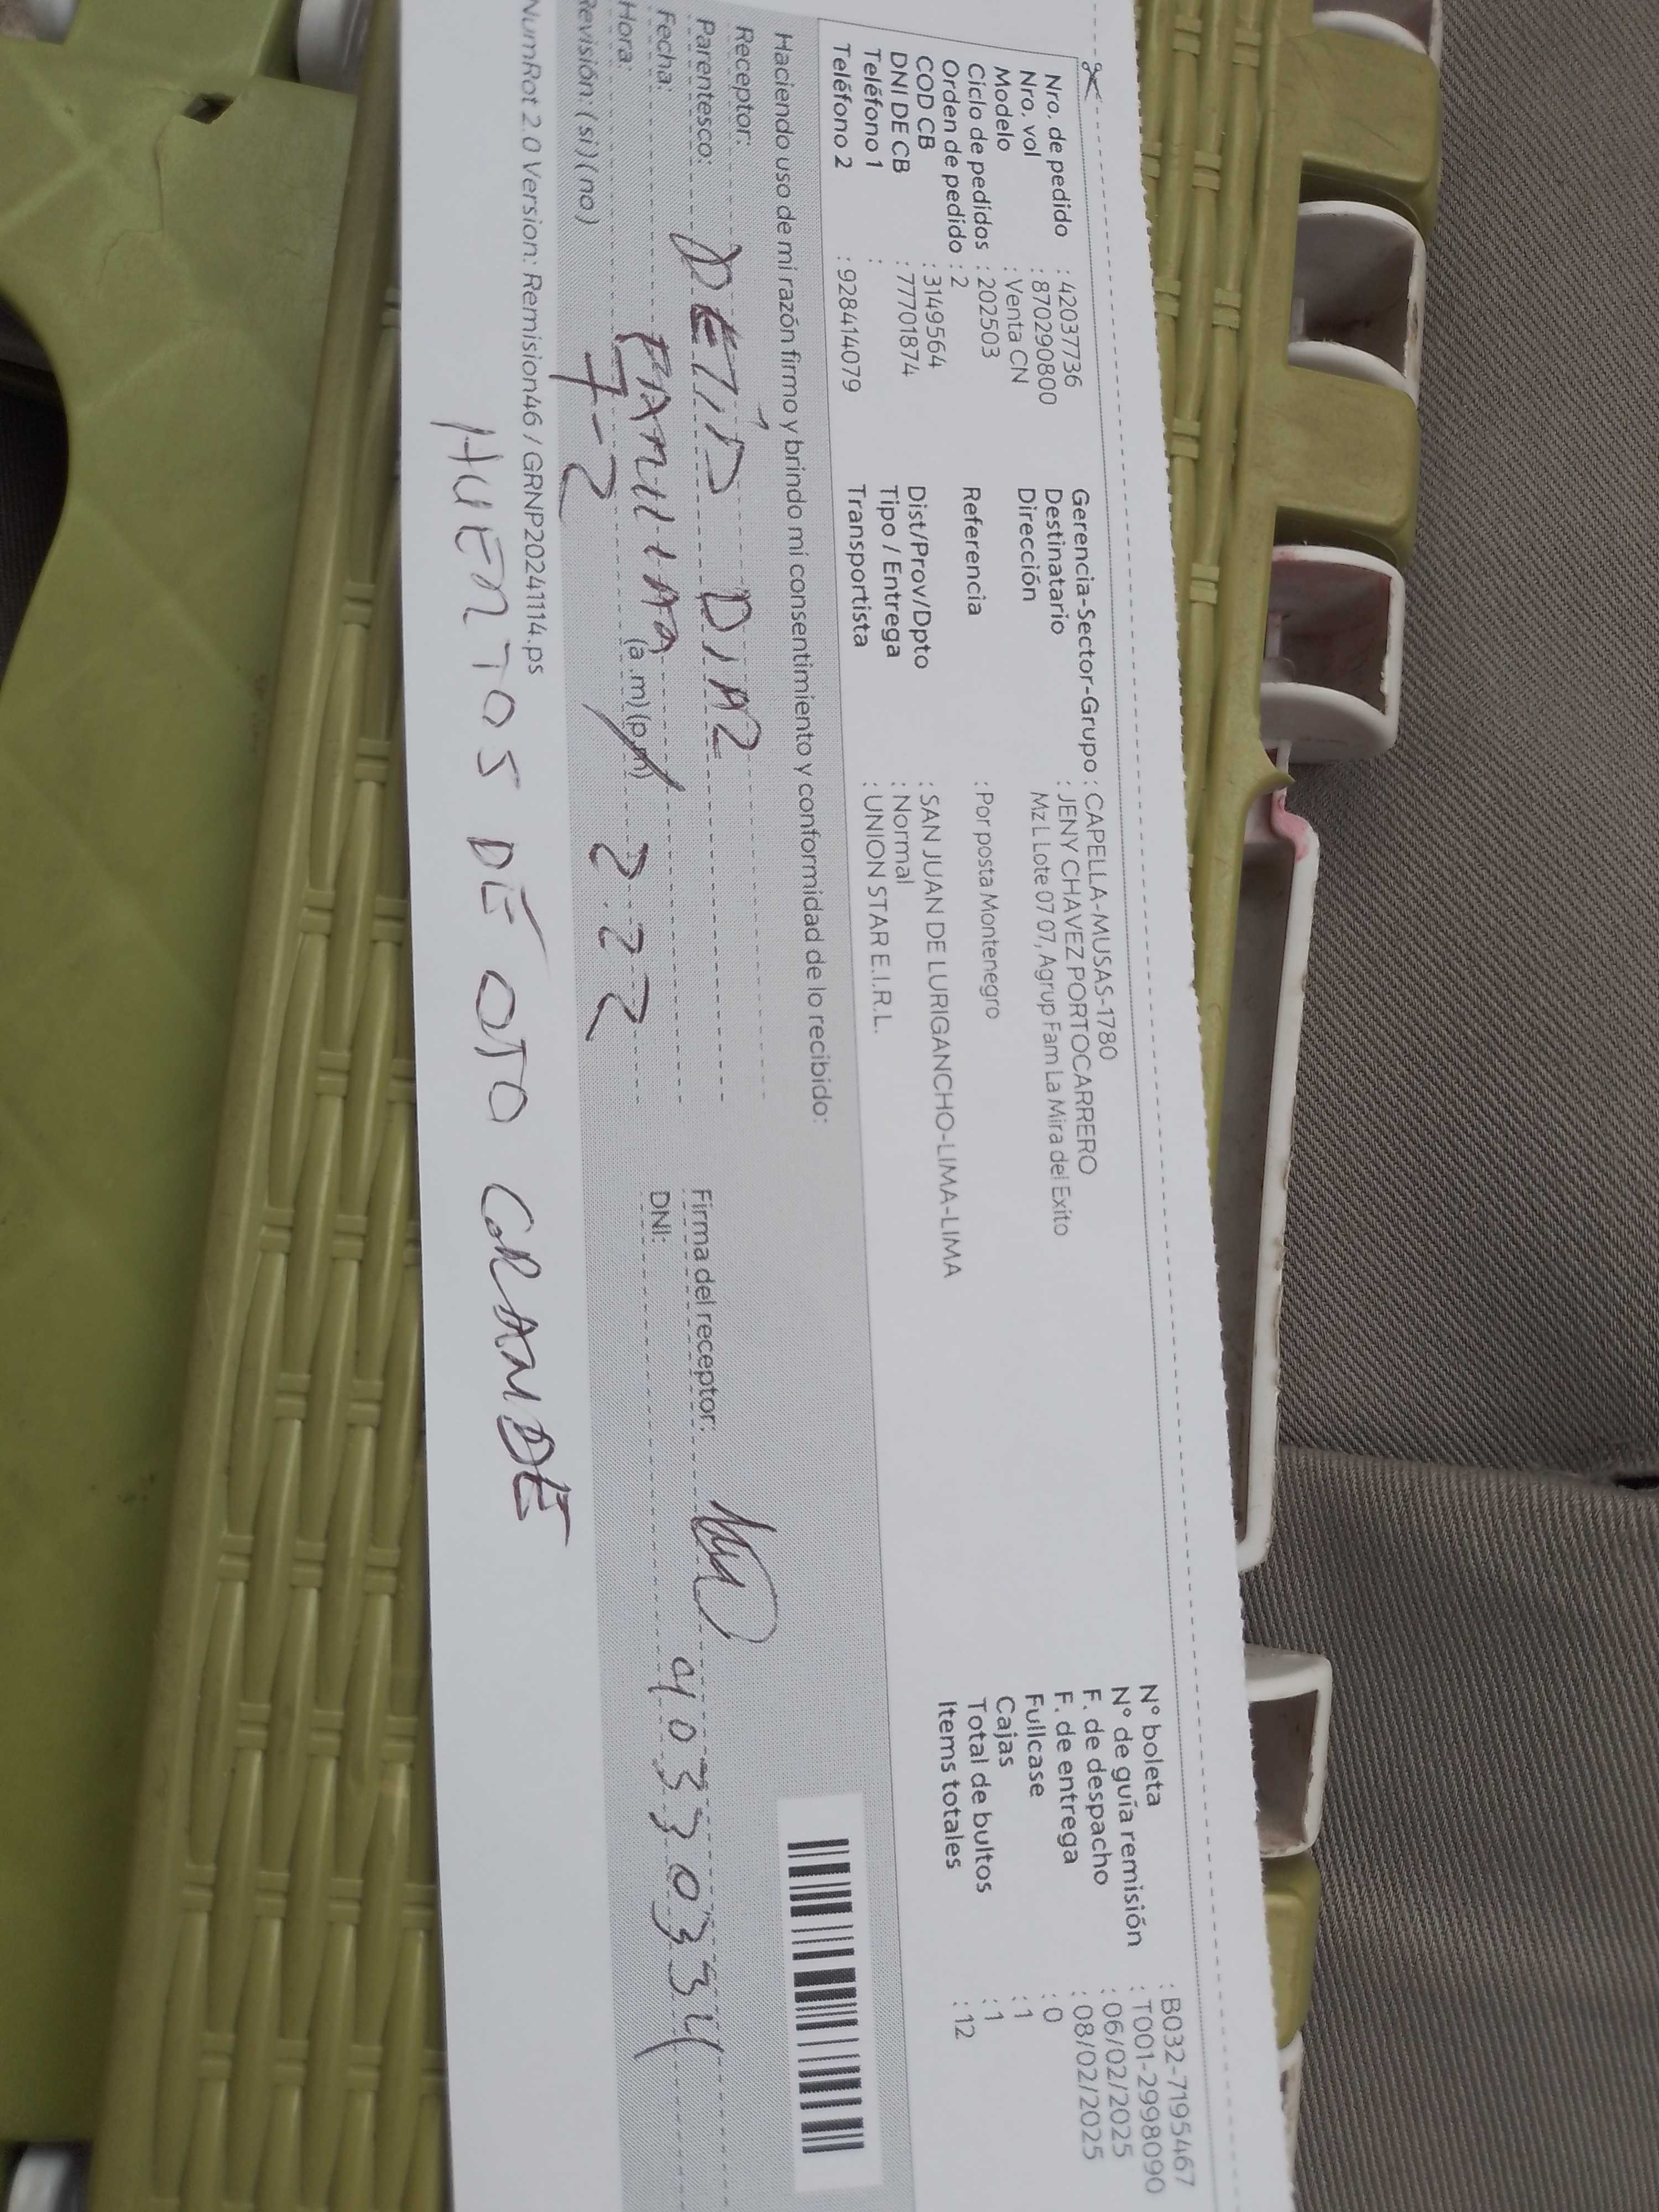 Nro. de pedido : 42037736
Nro. vol : 870290800
Modelo : Venta CN
Ciclo de pedidos : 202503
Orden de pedido : 2
COD CB : 3149564
DNI DE CB : 77701874
Teléfono 1 :
Teléfono 2 : 928414079
Gerencia-Sector-Grupo : CAPELLA-MUSAS-1780
Destinatario : JENY CHAVEZ PORTOCARRERO
Dirección Mz L Lote 07 07, Agrup Fam La Mira del Exito
Referencia : Por posta Montenegro
Dist/Prov/Dpto : SAN JUAN DE LURIGANCHO-LIMA-LIMA
Tipo / Entrega : Normal
Transportista : UNION STAR E.I.R.L.
N° boleta : B032-7195467
N° de guía remisión : T001-2998090
F. de despacho : 06/02/2025
F. de entrega : 08/02/2025
Fullcase : 0
Cajas : 1
Total de bultos : 1
Items totales : 12
Haciendo uso de mi razón firmo y brindo mi consentimiento y conformidad de lo recibido:
Receptor:
Parentesco: DIAZ
Fecha:
Hora: 7-2 (a.m) (p.m) 2.22
Revisión: (si) (no)
Firma del receptor:
DNI: 40330334
NumRot 2.0 Version: Remision46 / GRNP20241114.ps
HUERTOS DE OTO GRANDE